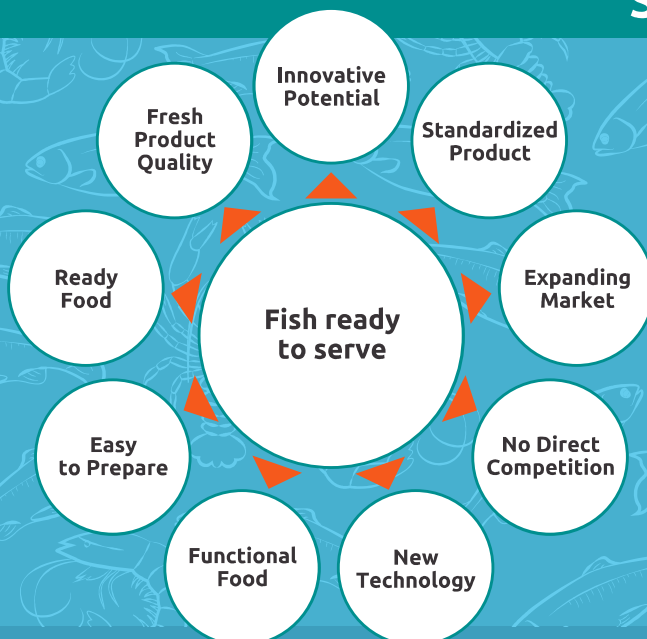 Innovative
Potential
Standardized
Product
Expanding
Market
No Direct
Competition
New
Technology
Functional
Food
Easy
to Prepare
Ready
Food
Fresh
Product
Quality
Fish ready
to serve